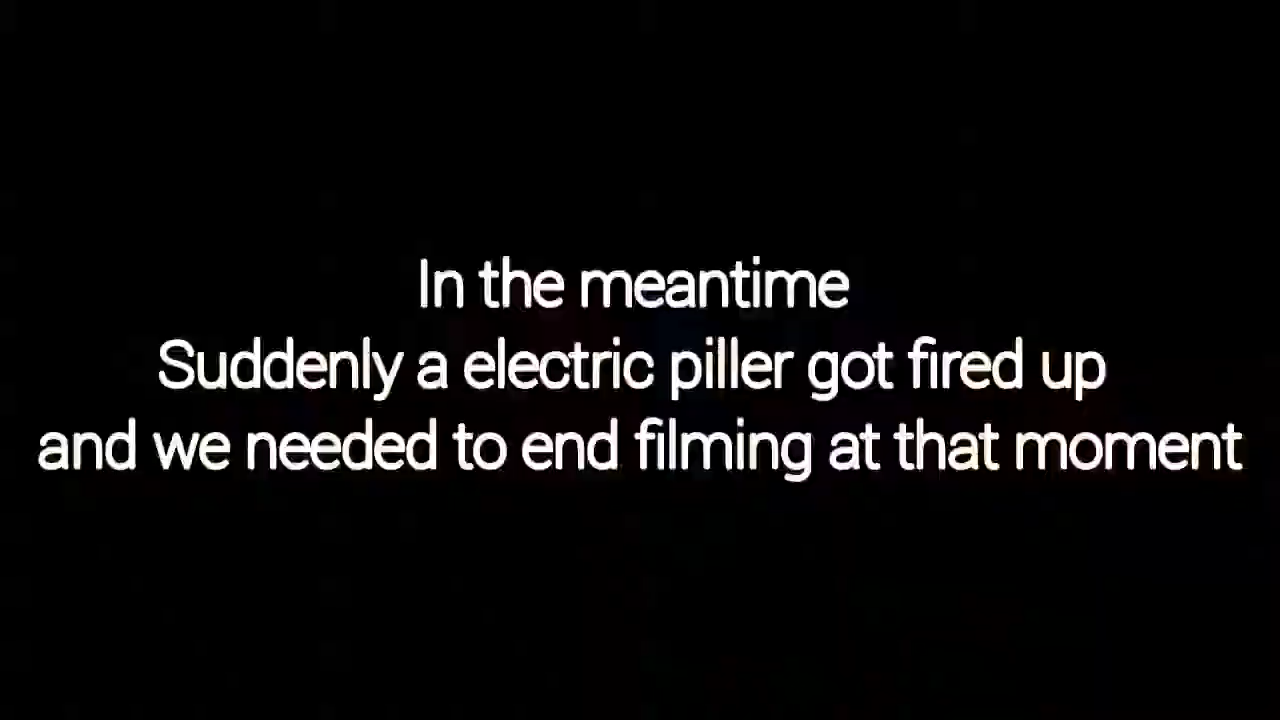 In the meantime
Suddenly a electric piller got fired up
and we needed to end filming at that moment